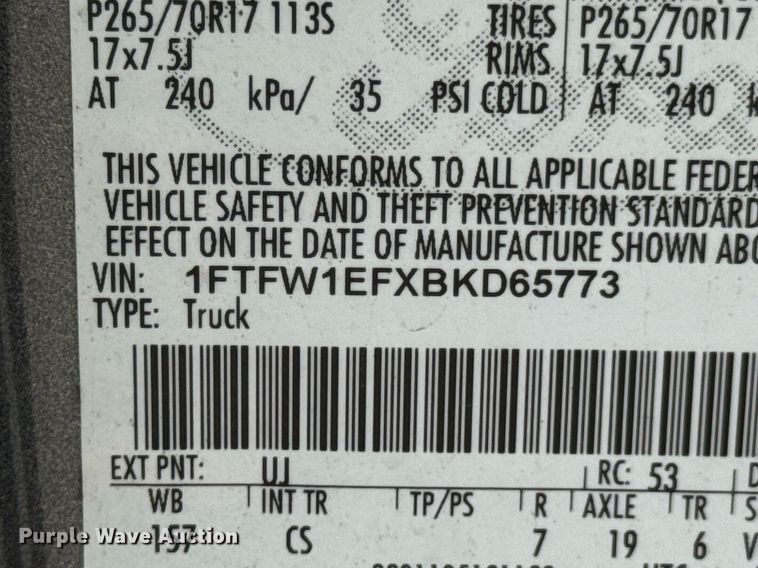 P265/70R17 113S TIRES P265/70R17
17x7.5J RIMS 17x7.5J
AT 240 kPa/ 35 PSI COLD AT 240
THIS VEHICLE CONFORMS TO ALL APPLICABLE FEDER
VEHICLE SAFETY AND THEFT PREVENTION STANDARD
EFFECT ON THE DATE OF MANUFACTURE SHOWN ABO
VIN: 1FTFW1EFXBKD65773
TYPE: Truck
EXT PNT: UJ RC: 53
WB INT TR TP/PS R AXLE TR S
157 CS 7 19 6 V
Purple Wave Auction